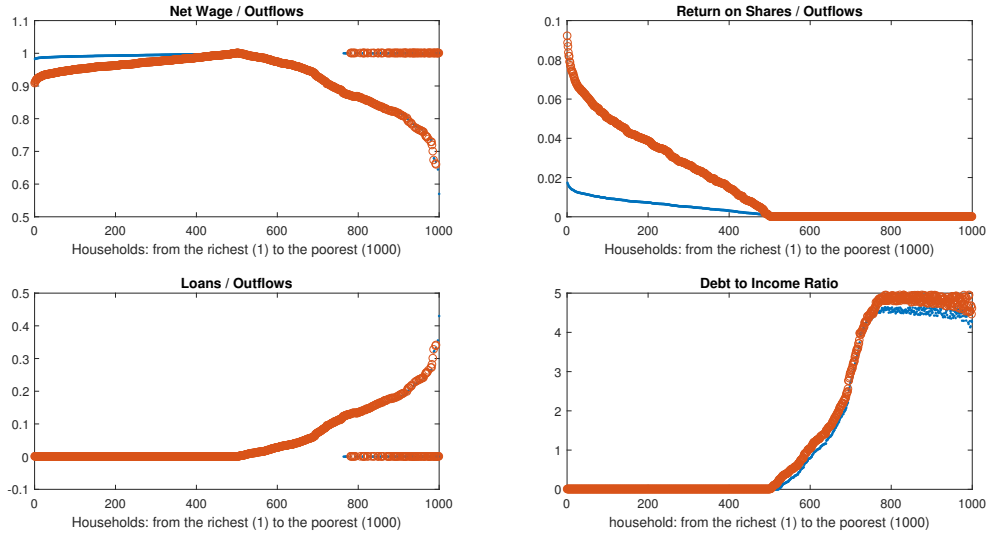 Net Wage / Outflows
1.1
1
0.9
0.8
0.7
0.6
0.5
0 200 400 600 800 1000
Households: from the richest (1) to the poorest (1000)
Return on Shares / Outflows
0.1
0.08
0.06
0.04
0.02
0
0 200 400 600 800 1000
Households: from the richest (1) to the poorest (1000)
Loans / Outflows
0.5
0.4
0.3
0.2
0.1
0
-0.1
0 200 400 600 800 1000
Households: from the richest (1) to the poorest (1000)
Debt to Income Ratio
5
4
3
2
1
0
0 200 400 600 800 1000
household: from the richest (1) to the poorest (1000)